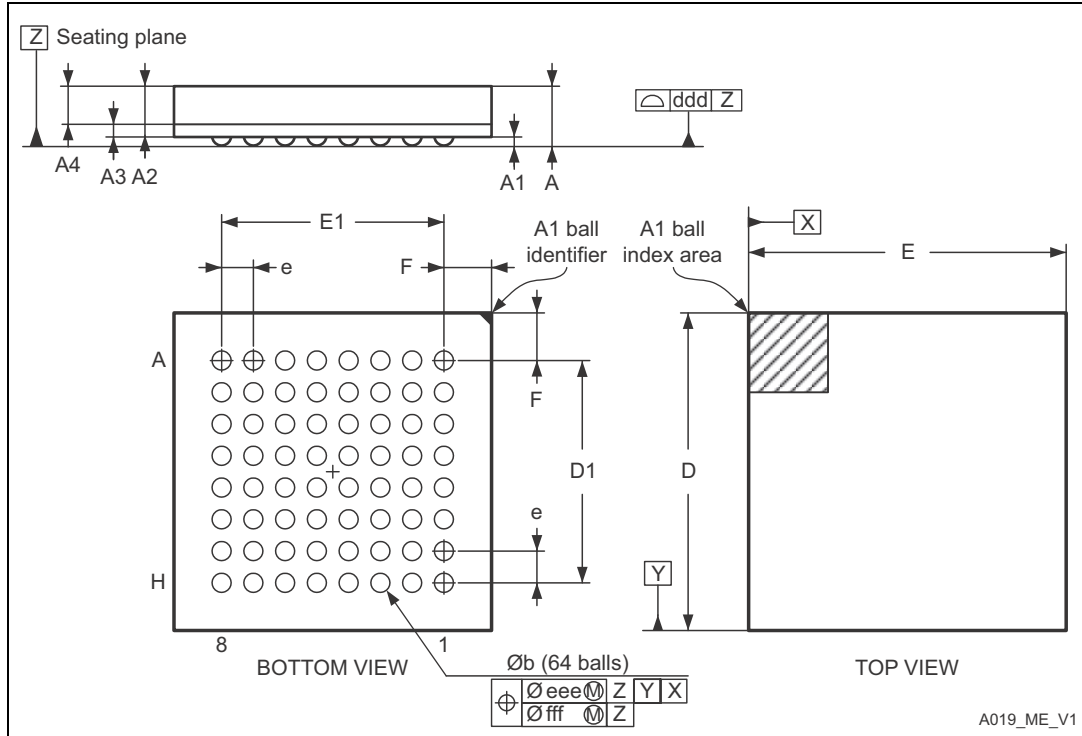 Z Seating plane
ddd Z
A4
A3 A2
A1 A
E1
A1 ball
identifier
A1 ball
index area
X
E
e
F
A
F
D1
D
e
H
Y
8
1
BOTTOM VIEW
Øb (64 balls)
TOP VIEW
Ø eee Ⓜ Z Y X
Ø fff Ⓜ Z
A019_ME_V1